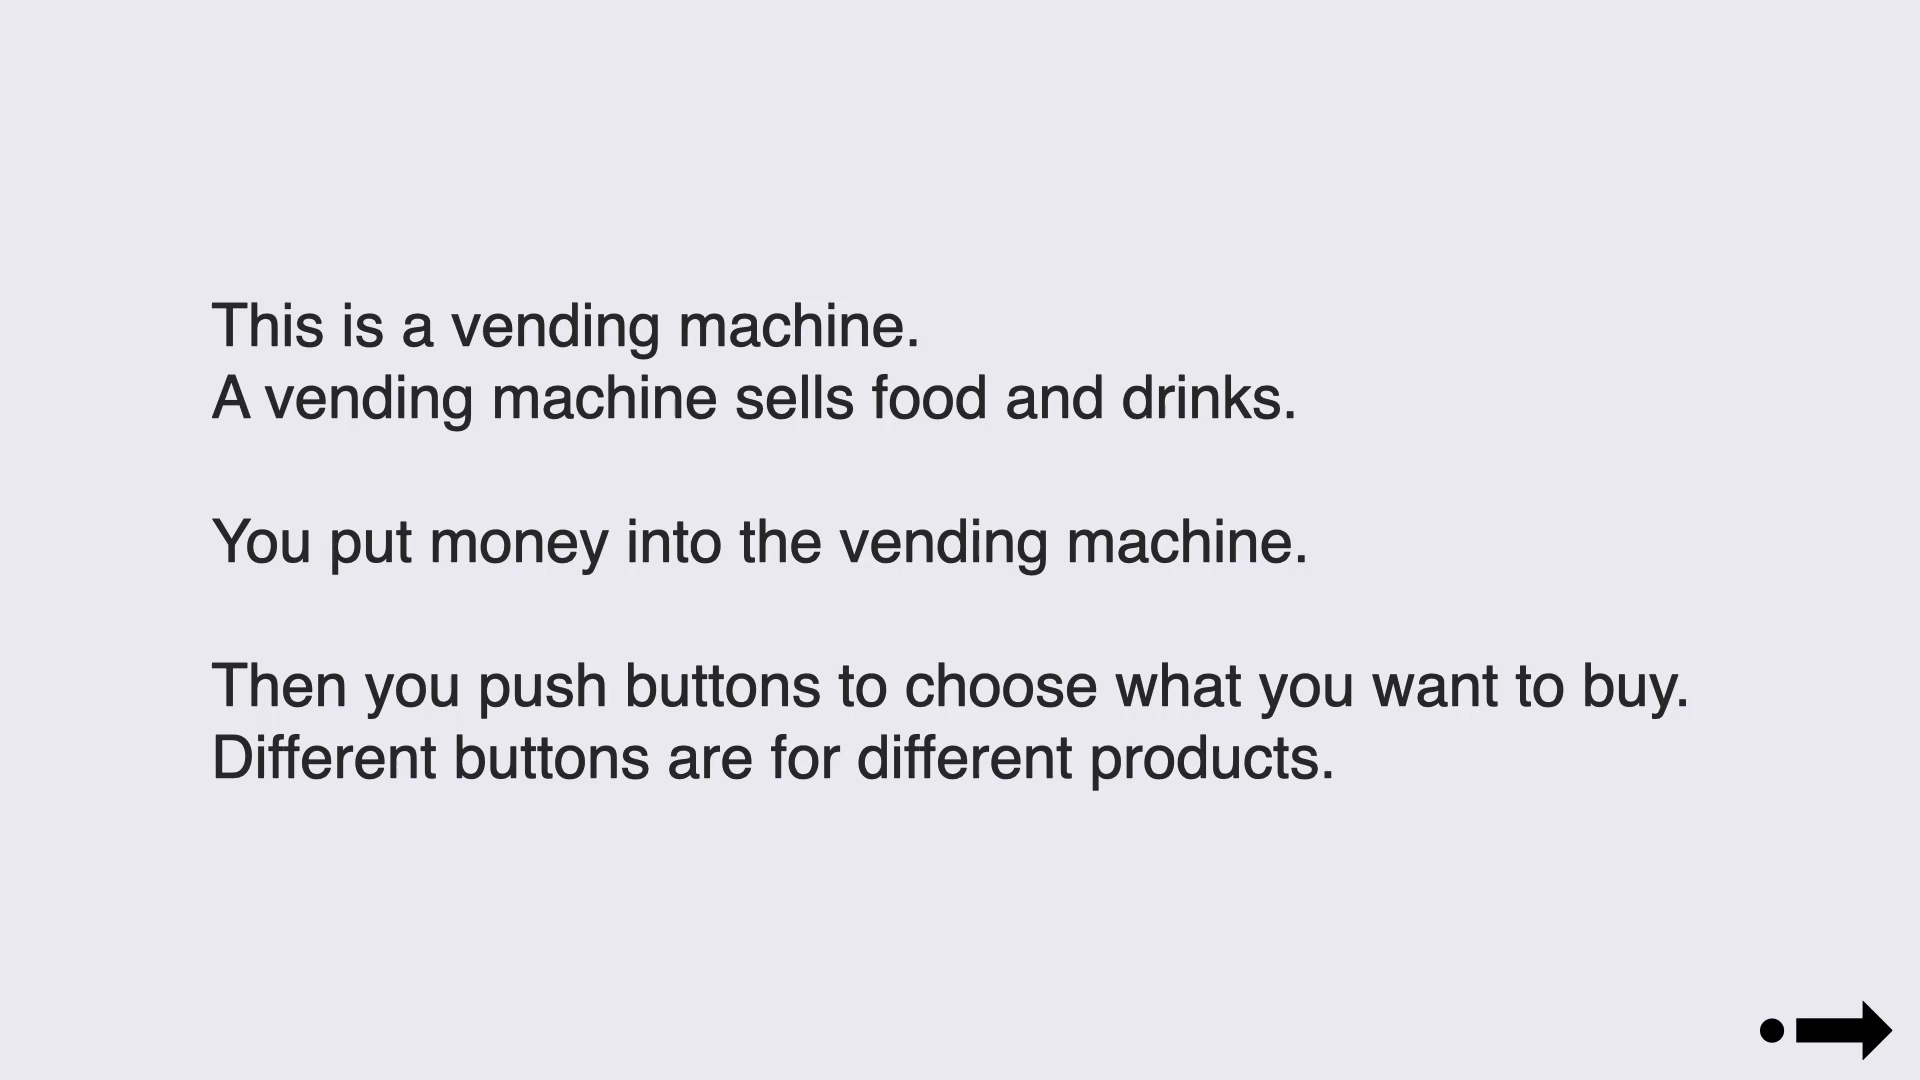 This is a vending machine.
A vending machine sells food and drinks.
You put money into the vending machine.
Then you push buttons to choose what you want to buy.
Different buttons are for different products.